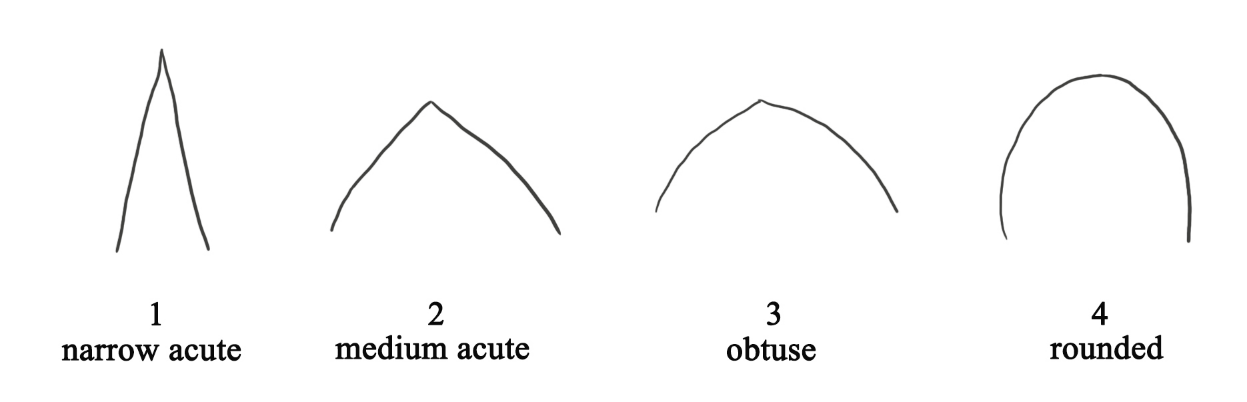 1
narrow acute
2
medium acute
3
obtuse
4
rounded